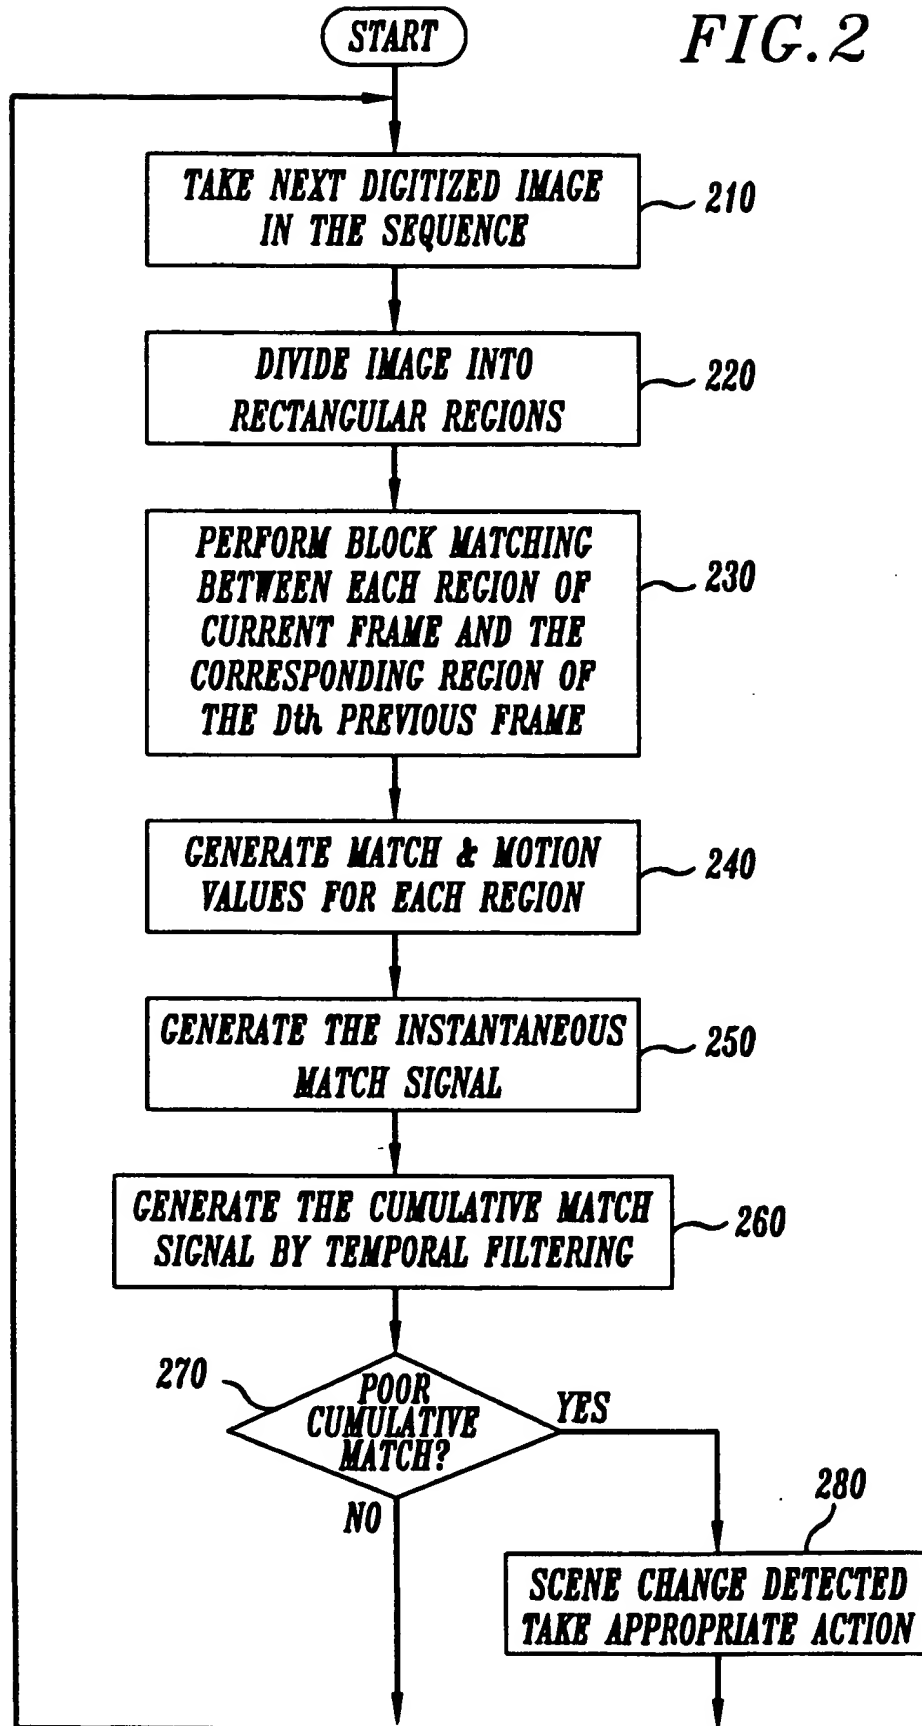 FIG.2
START
TAKE NEXT DIGITIZED IMAGE
IN THE SEQUENCE
210
DIVIDE IMAGE INTO
RECTANGULAR REGIONS
220
PERFORM BLOCK MATCHING
BETWEEN EACH REGION OF
CURRENT FRAME AND THE
CORRESPONDING REGION OF
THE Dth PREVIOUS FRAME
230
GENERATE MATCH & MOTION
VALUES FOR EACH REGION
240
GENERATE THE INSTANTANEOUS
MATCH SIGNAL
250
GENERATE THE CUMULATIVE MATCH
SIGNAL BY TEMPORAL FILTERING
260
270
POOR
CUMULATIVE
MATCH?
YES
NO
280
SCENE CHANGE DETECTED
TAKE APPROPRIATE ACTION